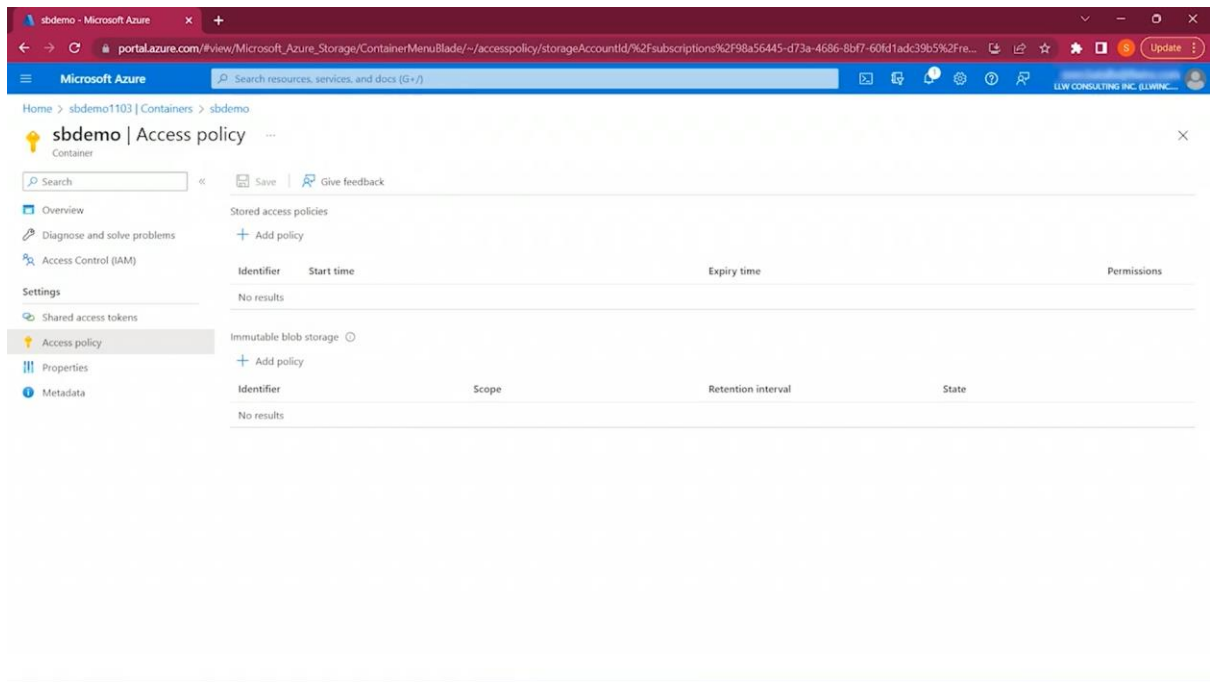 sbdemo - Microsoft Azure
portal.azure.com/#view/Microsoft_Azure_Storage/ContainerMenuBlade/~/accesspolicy/storageAccountId/%2Fsubscriptions%2F98a56445-d73a-4686-8bf7-60fd1adc39b5%2Fre...
S
Update
Microsoft Azure
Search resources, services, and docs (G+/)
1
LLW CONSULTING INC. (LLWINC....
Home > sbdemo1103 | Containers > sbdemo
sbdemo | Access policy ...
Container
Search
Save
Give feedback
Overview
Diagnose and solve problems
Access Control (IAM)
Settings
Shared access tokens
Access policy
Properties
Metadata
Stored access policies
+ Add policy
Identifier Start time Expiry time Permissions
No results
Immutable blob storage
+ Add policy
Identifier Scope Retention interval State
No results